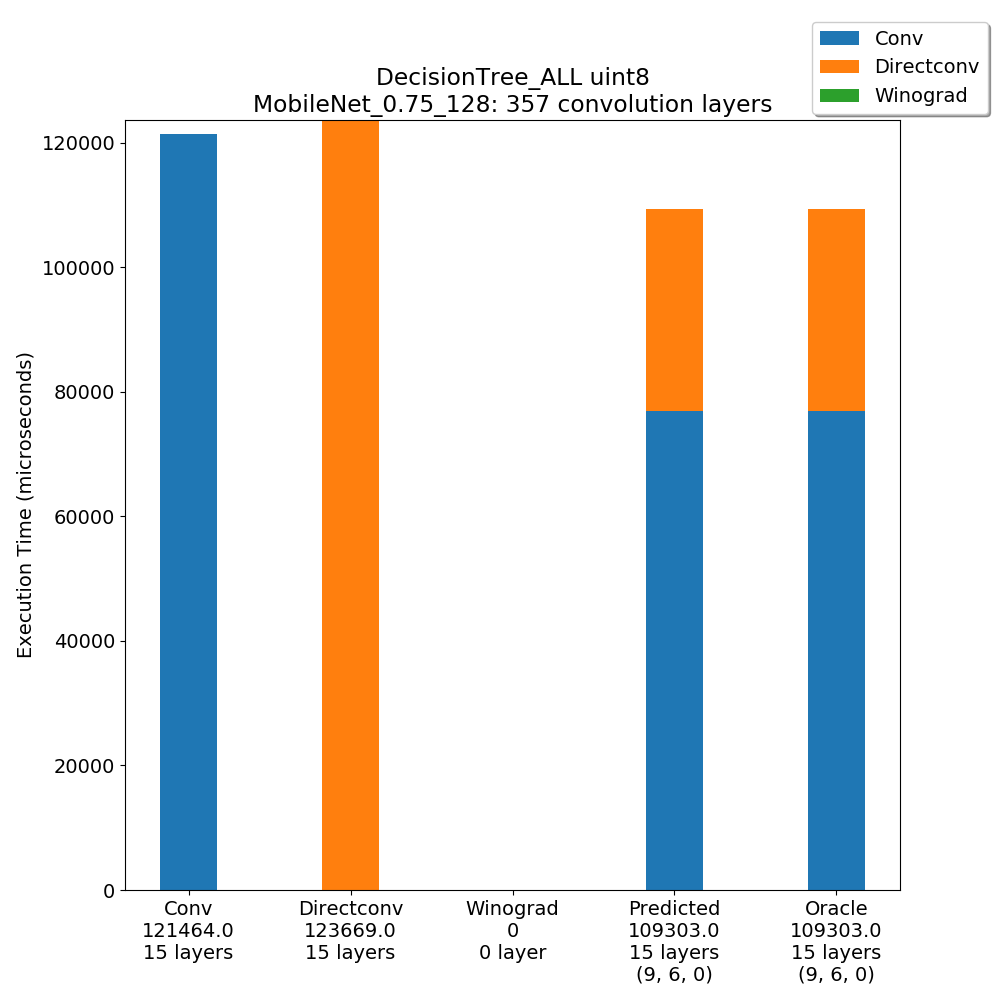 Conv
Directconv
Winograd
DecisionTree_ALL uint8
MobileNet_0.75_128: 357 convolution layers
Execution Time (microseconds)
120000
100000
80000
60000
40000
20000
0
Conv
121464.0
15 layers
Directconv
123669.0
15 layers
Winograd
0
0 layer
Predicted
109303.0
15 layers
(9, 6, 0)
Oracle
109303.0
15 layers
(9, 6, 0)